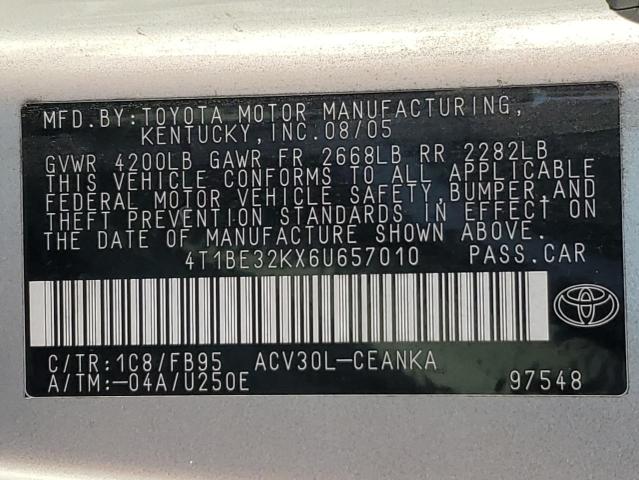 MFD.BY:TOYOTA MOTOR MANUFACTURING,
KENTUCKY,INC.08/05
GVWR 4200LB GAWR FR 2668LB RR 2282LB
THIS VEHICLE CONFORMS TO ALL APPLICABLE
FEDERAL MOTOR VEHICLE SAFETY,BUMPER,AND
THEFT PREVENTION STANDARDS IN EFFECT ON
THE DATE OF MANUFACTURE SHOWN ABOVE.
4T1BE32KX6U657010 PASS.CAR
C/TR:1C8/FB95 ACV30L-CEANKA
A/TM:-04A/U250E 97548